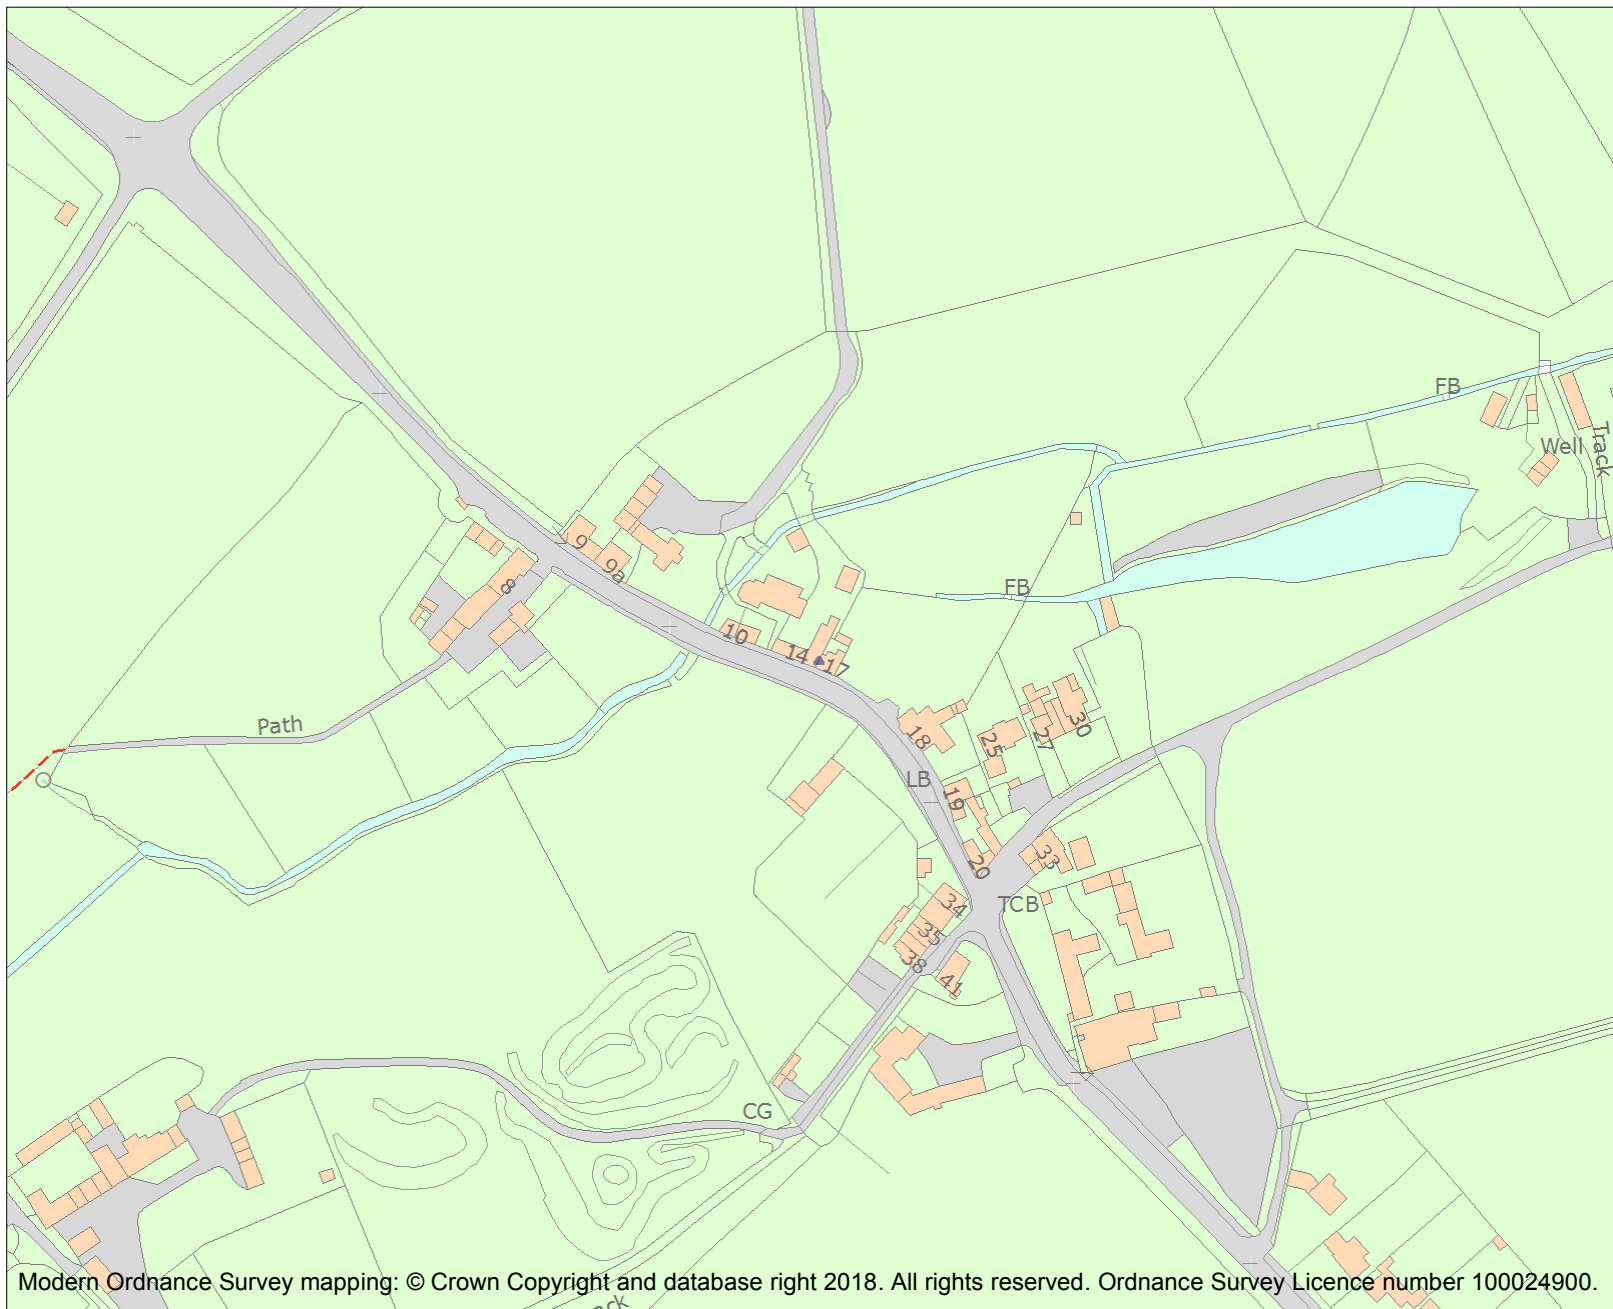 FB
Track
Well
9
9a
8
FB
10
14
17
Path
18
25
27
30
LB
19
20
33
34
TCB
35
38
41
CG
Modern Ordnance Survey mapping: © Crown Copyright and database right 2018. All rights reserved. Ordnance Survey Licence number 100024900.